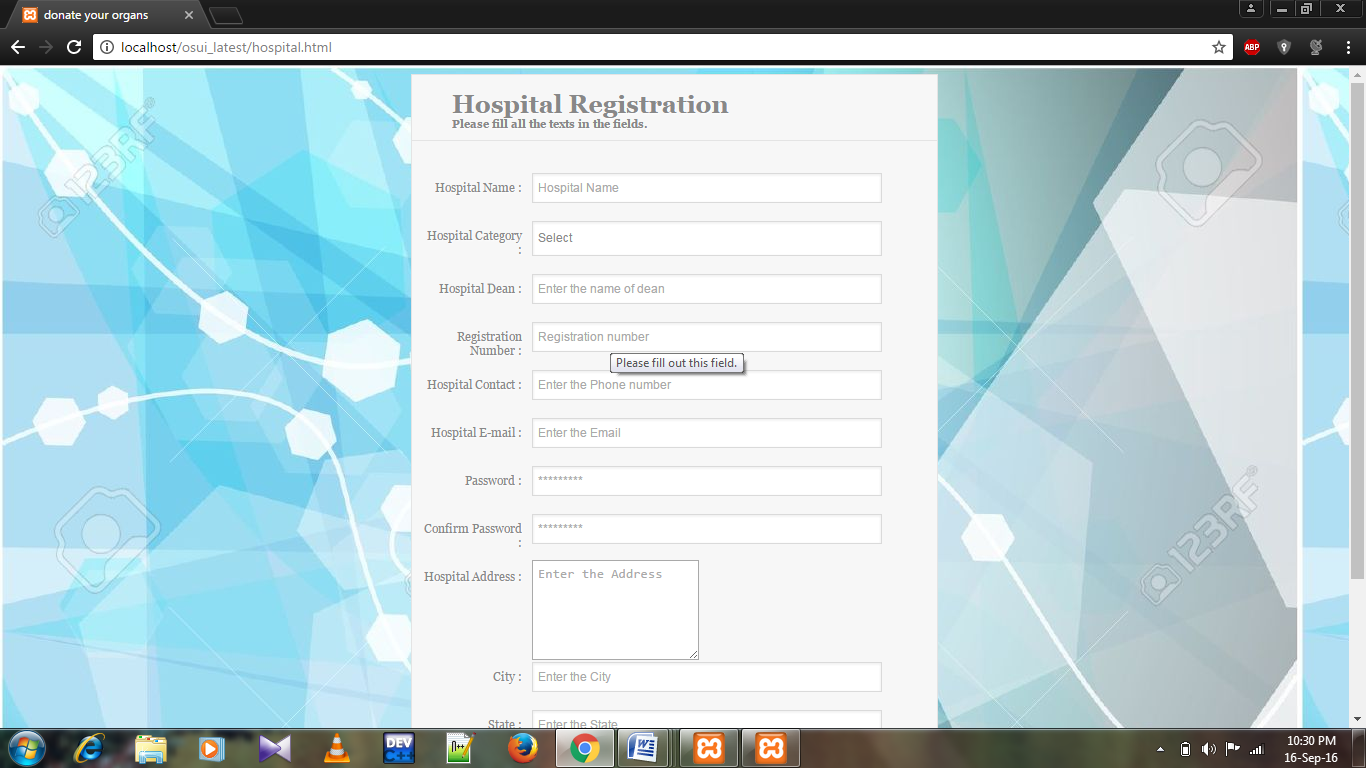 donate your organs
localhost/osui_latest/hospital.html
ABP
Hospital Registration
Please fill all the texts in the fields.
Hospital Name :
Hospital Name
Hospital Category :
Select
Hospital Dean :
Enter the name of dean
Registration Number :
Registration number
Please fill out this field.
Hospital Contact :
Enter the Phone number
Hospital E-mail :
Enter the Email
Password :
*********
Confirm Password :
*********
Hospital Address :
Enter the Address
City :
Enter the City
State :
Enter the State
123RF
123RF
DEV
C++
n++
W
10:30 PM
16-Sep-16